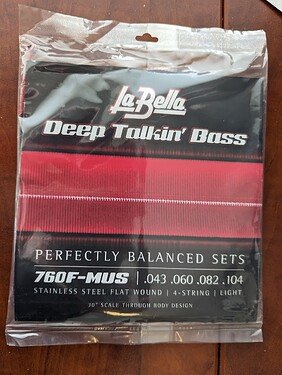 La Bella
Deep Talkin' Bass
PERFECTLY BALANCED SETS
760F-MUS | .043 .060 .082 .104
STAINLESS STEEL FLAT WOUND | 4-STRING | LIGHT
30" SCALE THROUGH BODY DESIGN